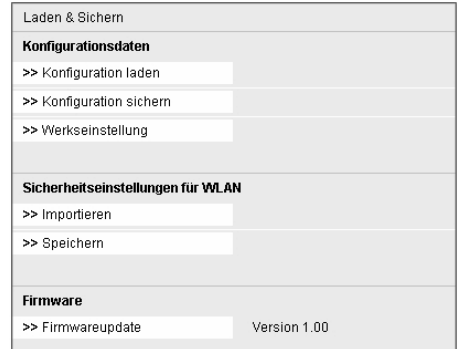 Laden & Sichern
Konfigurationsdaten
>> Konfiguration laden
>> Konfiguration sichern
>> Werkseinstellung
Sicherheitseinstellungen für WLAN
>> Importieren
>> Speichern
Firmware
>> Firmwareupdate Version 1.00